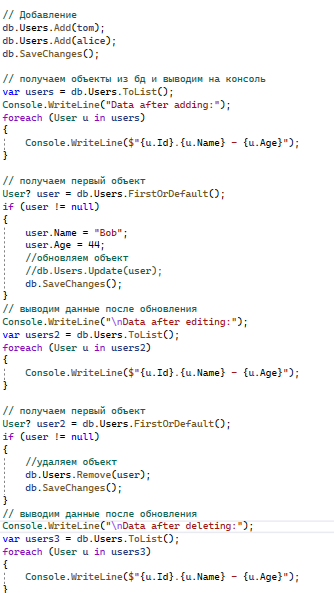 // Добавление
db.Users.Add(tom);
db.Users.Add(alice);
db.SaveChanges();
// получаем объекты из бд и выводим на консоль
var users = db.Users.ToList();
Console.WriteLine("Data after adding:");
foreach (User u in users)
{
Console.WriteLine($"{u.Id}.{u.Name} - {u.Age}");
}
// получаем первый объект
User? user = db.Users.FirstOrDefault();
if (user != null)
{
user.Name = "Bob";
user.Age = 44;
//обновляем объект
//db.Users.Update(user);
db.SaveChanges();
}
// выводим данные после обновления
Console.WriteLine("\nData after editing:");
var users2 = db.Users.ToList();
foreach (User u in users2)
{
Console.WriteLine($"{u.Id}.{u.Name} - {u.Age}");
}
// получаем первый объект
User? user2 = db.Users.FirstOrDefault();
if (user != null)
{
//удаляем объект
db.Users.Remove(user);
db.SaveChanges();
}
// выводим данные после обновления
Console.WriteLine("\nData after deleting:");
var users3 = db.Users.ToList();
foreach (User u in users3)
{
Console.WriteLine($"{u.Id}.{u.Name} - {u.Age}");
}